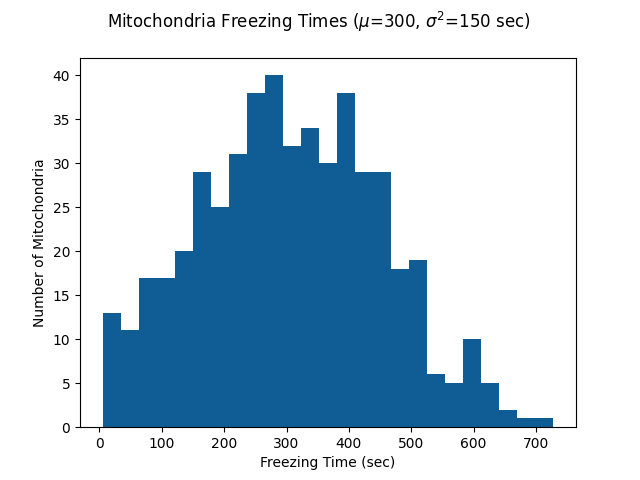 Mitochondria Freezing Times (μ=300, σ²=150 sec)
40
35
30
25
20
15
10
5
0
Number of Mitochondria
0 100 200 300 400 500 600 700
Freezing Time (sec)